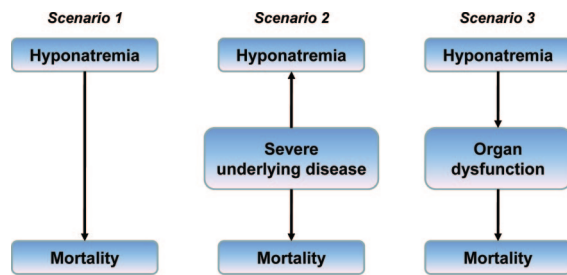 Scenario 1
Scenario 2
Scenario 3
Hyponatremia
Hyponatremia
Hyponatremia
Severe
underlying disease
Organ
dysfunction
Mortality
Mortality
Mortality